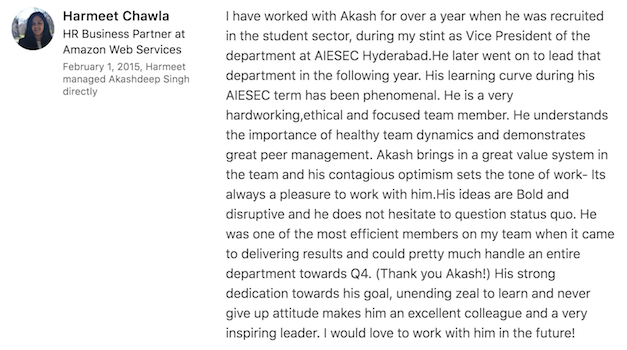 Harmeet Chawla
HR Business Partner at
Amazon Web Services
February 1, 2015, Harmeet
managed Akashdeep Singh
directly
I have worked with Akash for over a year when he was recruited
in the student sector, during my stint as Vice President of the
department at AIESEC Hyderabad.He later went on to lead that
department in the following year. His learning curve during his
AIESEC term has been phenomenal. He is a very
hardworking,ethical and focused team member. He understands
the importance of healthy team dynamics and demonstrates
great peer management. Akash brings in a great value system in
the team and his contagious optimism sets the tone of work- Its
always a pleasure to work with him.His ideas are Bold and
disruptive and he does not hesitate to question status quo. He
was one of the most efficient members on my team when it came
to delivering results and could pretty much handle an entire
department towards Q4. (Thank you Akash!) His strong
dedication towards his goal, unending zeal to learn and never
give up attitude makes him an excellent colleague and a very
inspiring leader. I would love to work with him in the future!